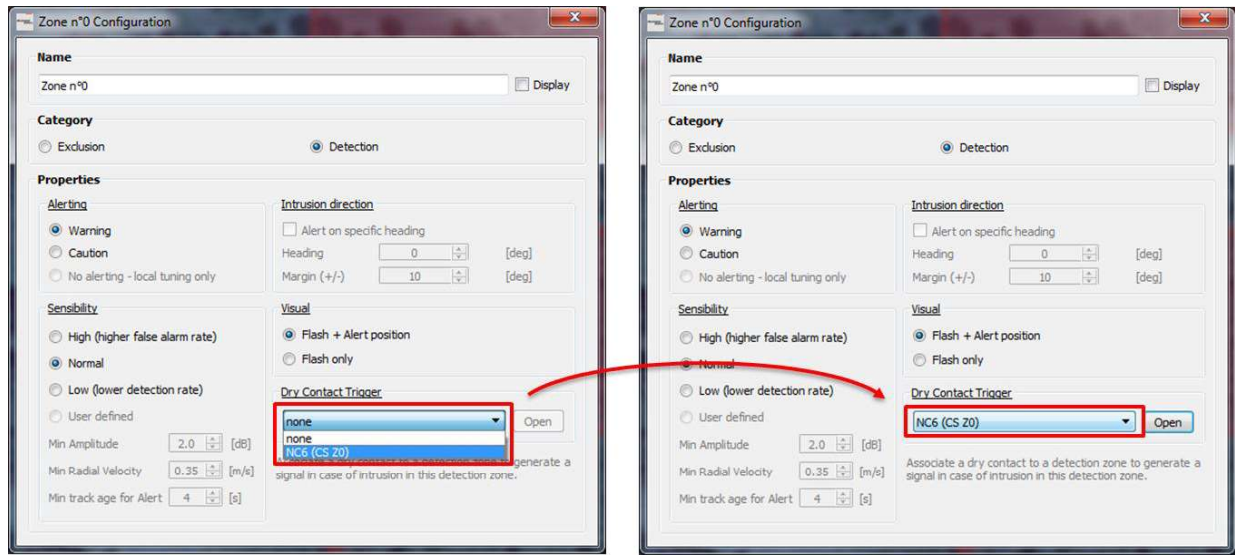 Zone n°0 Configuration
Name
Zone n°0
Display
Category
Exclusion
Detection
Properties
Alerting
Warning
Caution
No alerting - local tuning only
Intrusion direction
Alert on specific heading
Heading 0 [deg]
Margin (+/-) 10 [deg]
Sensibility
High (higher false alarm rate)
Normal
Low (lower detection rate)
User defined
Min Amplitude 2.0 [dB]
Min Radial Velocity 0.35 [m/s]
Min track age for Alert 4 [s]
Visual
Flash + Alert position
Flash only
Dry Contact Trigger
none
Open
none
NC6 (CS Z0)
Associate a dry contact to a detection zone to generate a
signal in case of intrusion in this detection zone.
Zone n°0 Configuration
Name
Zone n°0
Display
Category
Exclusion
Detection
Properties
Alerting
Warning
Caution
No alerting - local tuning only
Intrusion direction
Alert on specific heading
Heading 0 [deg]
Margin (+/-) 10 [deg]
Sensibility
High (higher false alarm rate)
Normal
Low (lower detection rate)
User defined
Min Amplitude 2.0 [dB]
Min Radial Velocity 0.35 [m/s]
Min track age for Alert 4 [s]
Visual
Flash + Alert position
Flash only
Dry Contact Trigger
NC6 (CS Z0)
Open
Associate a dry contact to a detection zone to generate a
signal in case of intrusion in this detection zone.